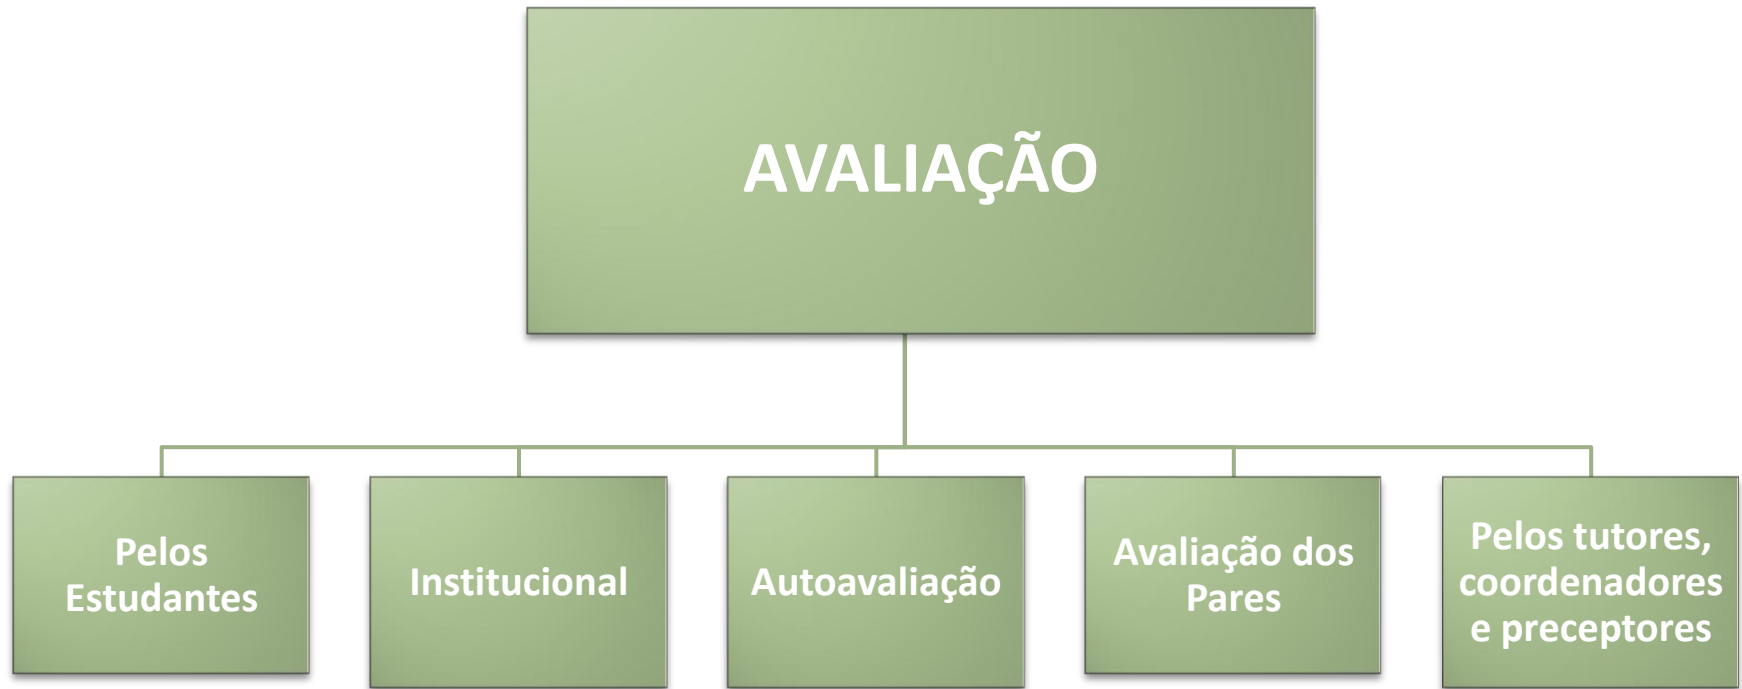 AVALIAÇÃO
Pelos
Estudantes
Institucional
Autoavaliação
Avaliação dos
Pares
Pelos tutores,
coordenadores
e preceptores